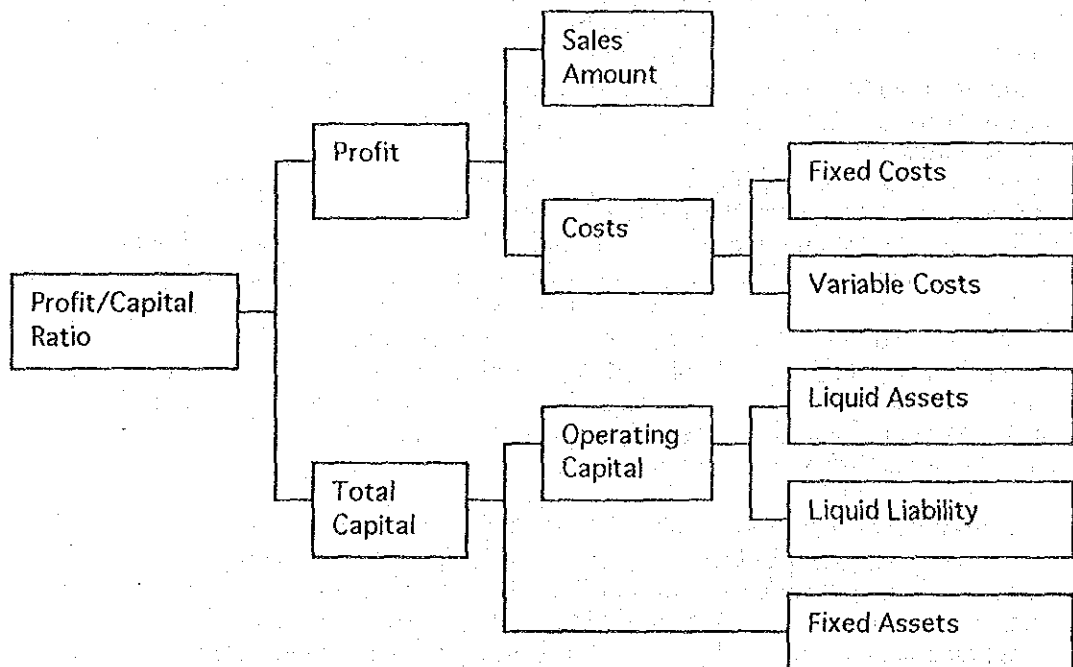 Sales
Amount
Profit
Fixed Costs
Costs
Variable Costs
Profit/Capital
Ratio
Liquid Assets
Operating
Capital
Total
Capital
Liquid Liability
Fixed Assets